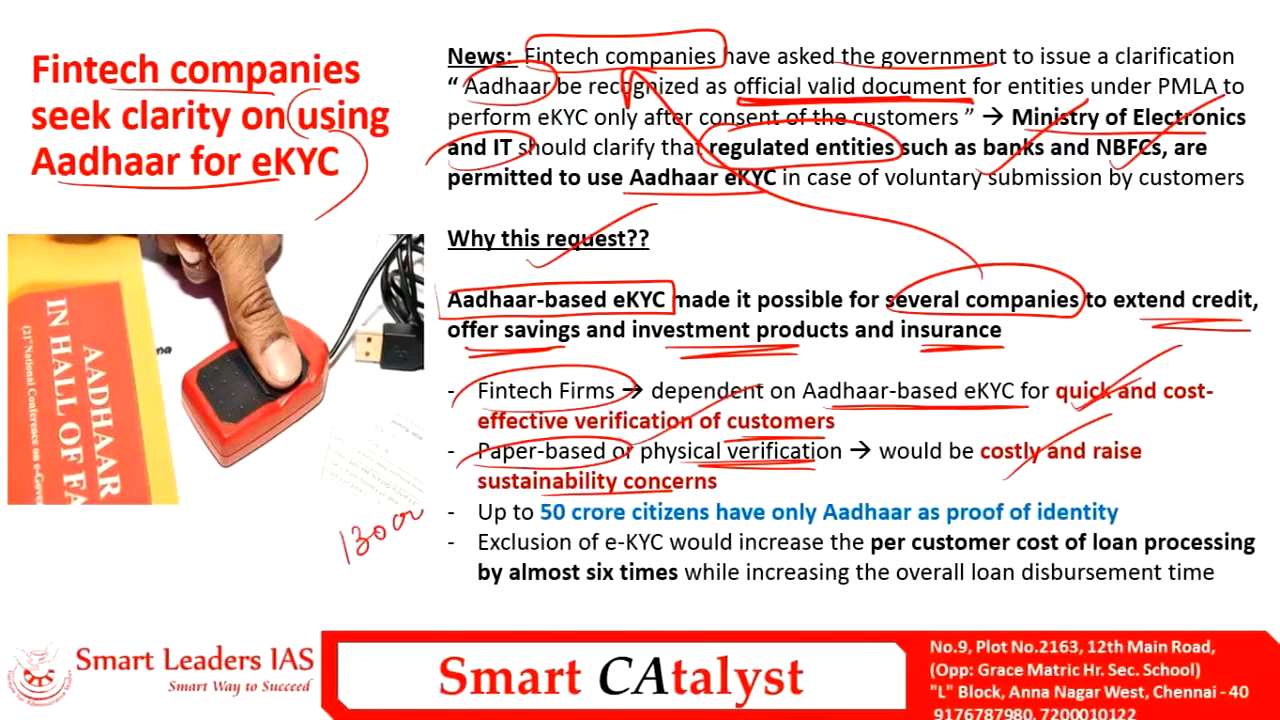 Fintech companies
seek clarity on using
Aadhaar for eKYC
News: Fintech companies have asked the government to issue a clarification
“ Aadhaar be recognized as official valid document for entities under PMLA to
perform eKYC only after consent of the customers ” → Ministry of Electronics
and IT should clarify that regulated entities such as banks and NBFCs, are
permitted to use Aadhaar eKYC in case of voluntary submission by customers
Why this request??
Aadhaar-based eKYC made it possible for several companies to extend credit,
offer savings and investment products and insurance
- Fintech Firms → dependent on Aadhaar-based eKYC for quick and cost-
effective verification of customers
- Paper-based or physical verification → would be costly and raise
sustainability concerns
- Up to 50 crore citizens have only Aadhaar as proof of identity
- Exclusion of e-KYC would increase the per customer cost of loan processing
by almost six times while increasing the overall loan disbursement time
AADHAAR
IN HALL OF FA
(21st National Conference on e-Gover
130 cr
Smart Leaders IAS
Smart Way to Succeed
Smart CAtalyst
No.9, Plot No.2163, 12th Main Road,
(Opp: Grace Matric Hr. Sec. School)
"L" Block, Anna Nagar West, Chennai - 40
9176787980, 7200010122